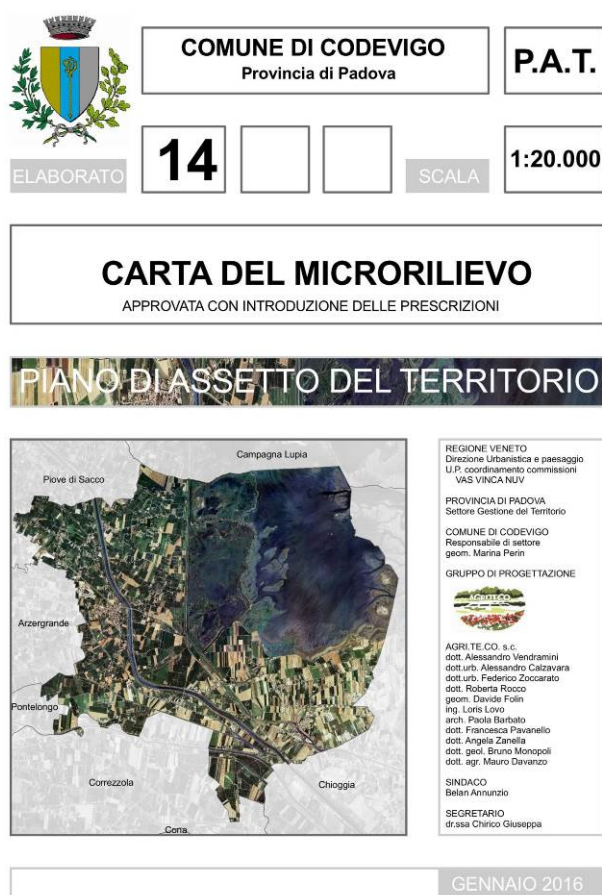 COMUNE DI CODEVIGO
Provincia di Padova
P.A.T.
ELABORATO
14
SCALA
1:20.000
CARTA DEL MICRORILIEVO
APPROVATA CON INTRODUZIONE DELLE PRESCRIZIONI
PIANO DI ASSETTO DEL TERRITORIO
Campagna Lupia
Piove di Sacco
Arzergrande
Pontelongo
Correzzola
Chioggia
Cona
REGIONE VENETO
Direzione Urbanistica e paesaggio
U.P. coordinamento commissioni
VAS VINCA NUV
PROVINCIA DI PADOVA
Settore Gestione del Territorio
COMUNE DI CODEVIGO
Responsabile di settore
geom. Marina Perin
GRUPPO DI PROGETTAZIONE
AGRITECO
AGRI.TE.CO. s.c.
dott. Alessandro Vendramini
dott.urb. Alessandro Calzavara
dott.urb. Federico Zoccarato
dott. Roberta Rocco
geom. Davide Folin
ing. Loris Lovo
arch. Paola Barbato
dott. Francesca Pavanello
dott. Angela Zanella
dott. geol. Bruno Monopoli
dott. agr. Mauro Davanzo
SINDACO
Belan Annunzio
SEGRETARIO
dr.ssa Chirico Giuseppa
GENNAIO 2016